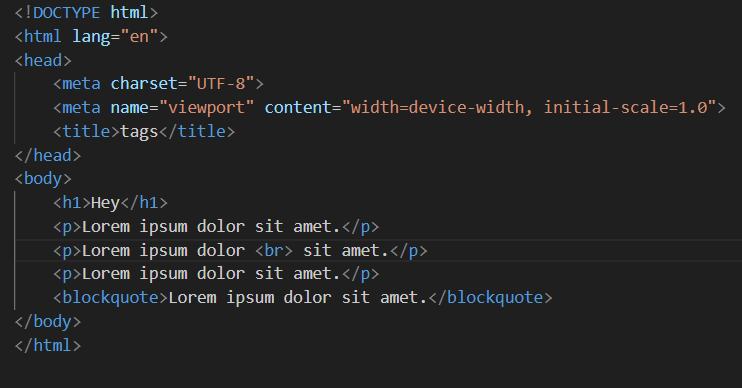 <!DOCTYPE html>
<html lang="en">
<head>
    <meta charset="UTF-8">
    <meta name="viewport" content="width=device-width, initial-scale=1.0">
    <title>tags</title>
</head>
<body>
    <h1>Hey</h1>
    <p>Lorem ipsum dolor sit amet.</p>
    <p>Lorem ipsum dolor <br> sit amet.</p>
    <p>Lorem ipsum dolor sit amet.</p>
    <blockquote>Lorem ipsum dolor sit amet.</blockquote>
</body>
</html>